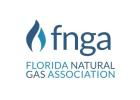 fnga
FLORIDA NATURAL
GAS ASSOCIATION